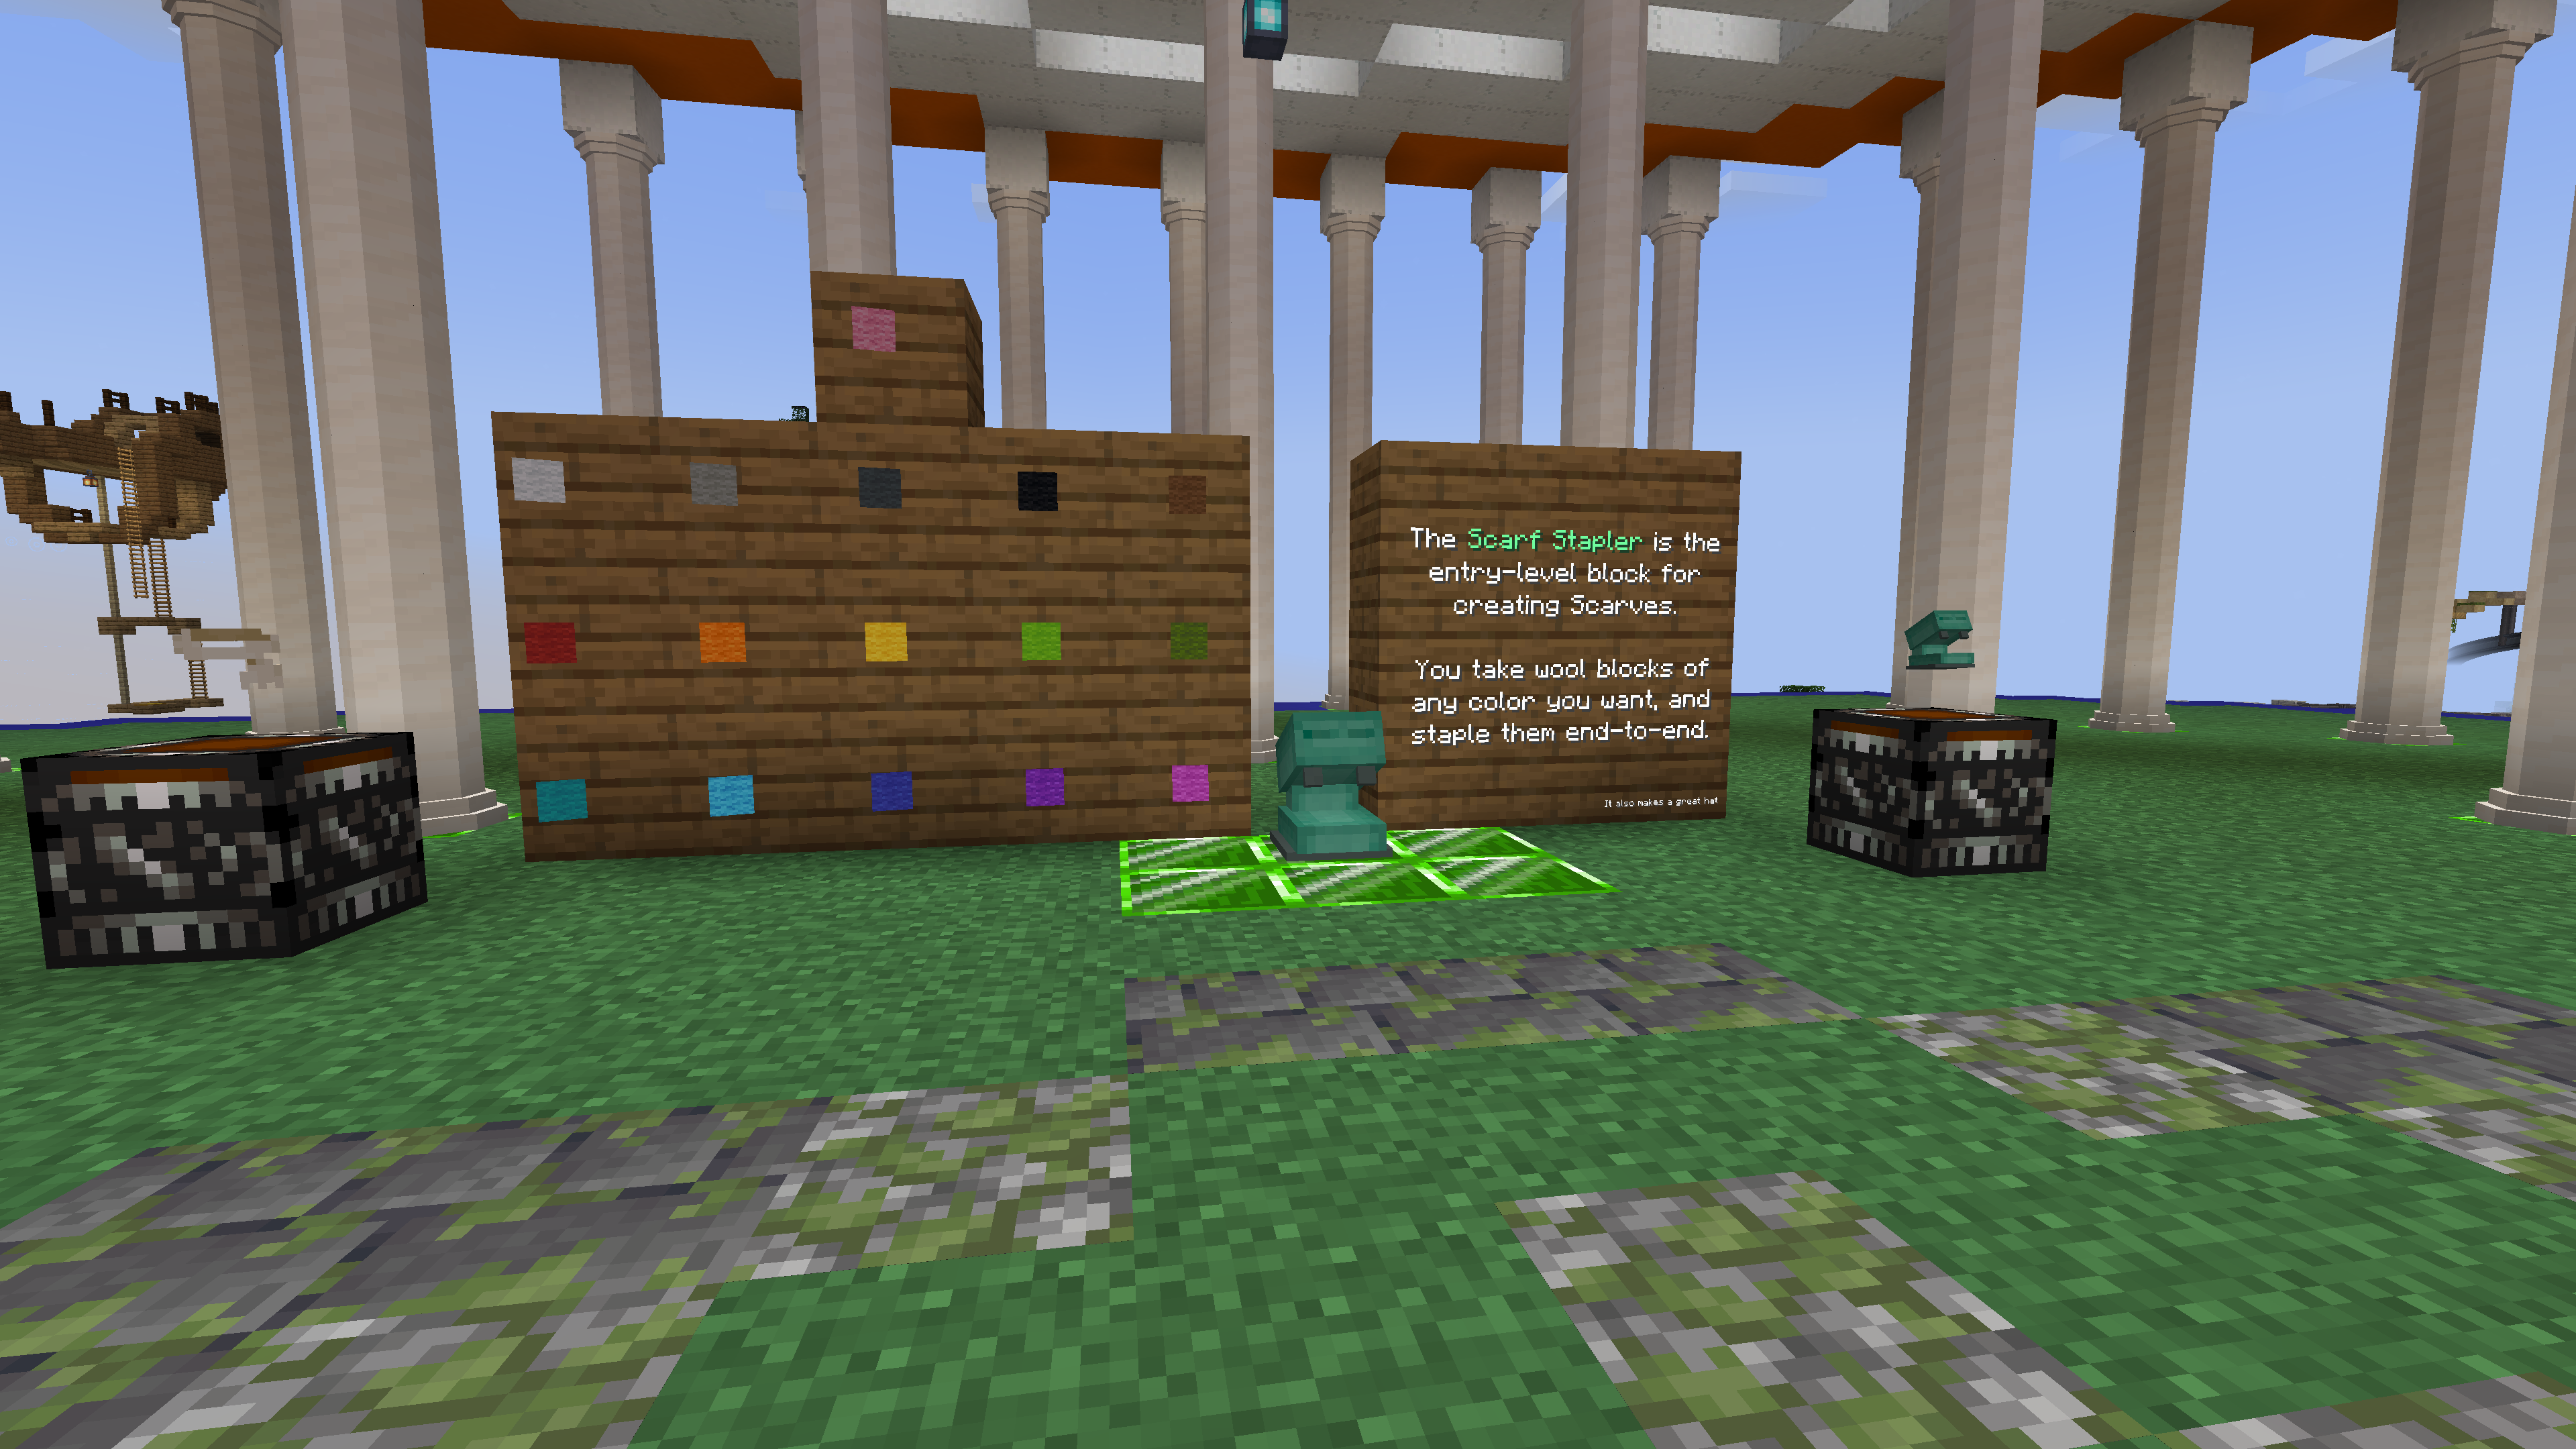 The Scarf Stapler is the
entry-level block for
creating Scarves.
You take wool blocks of
any color you want, and
staple them end-to-end.
It also makes a great hat